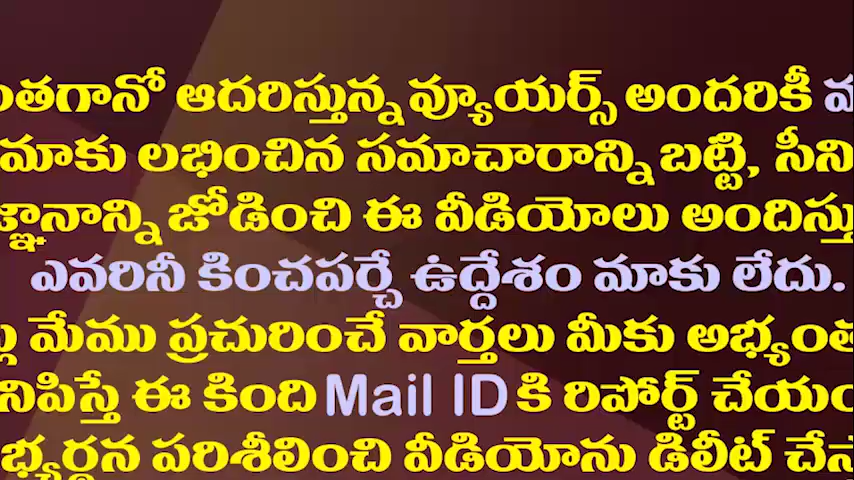 ంతగానో ఆదరిస్తున్న వ్యూయర్స్ అందరికీ
మాకు లభించిన సమాచారాన్ని బట్టి, సీని
జ్ఞానాన్ని జోడించి ఈ వీడియోలు అందిస్తు
ఎవరినీ కించపర్చే ఉద్దేశం మాకు లేదు.
మేము ప్రచురించే వార్తలు మీకు అభ్యంత
నిపిస్తే ఈ కింది Mail ID కి రిపోర్ట్ చేయం
భ్యర్థన పరిశీలించి వీడియోను డిలీట్ చేస